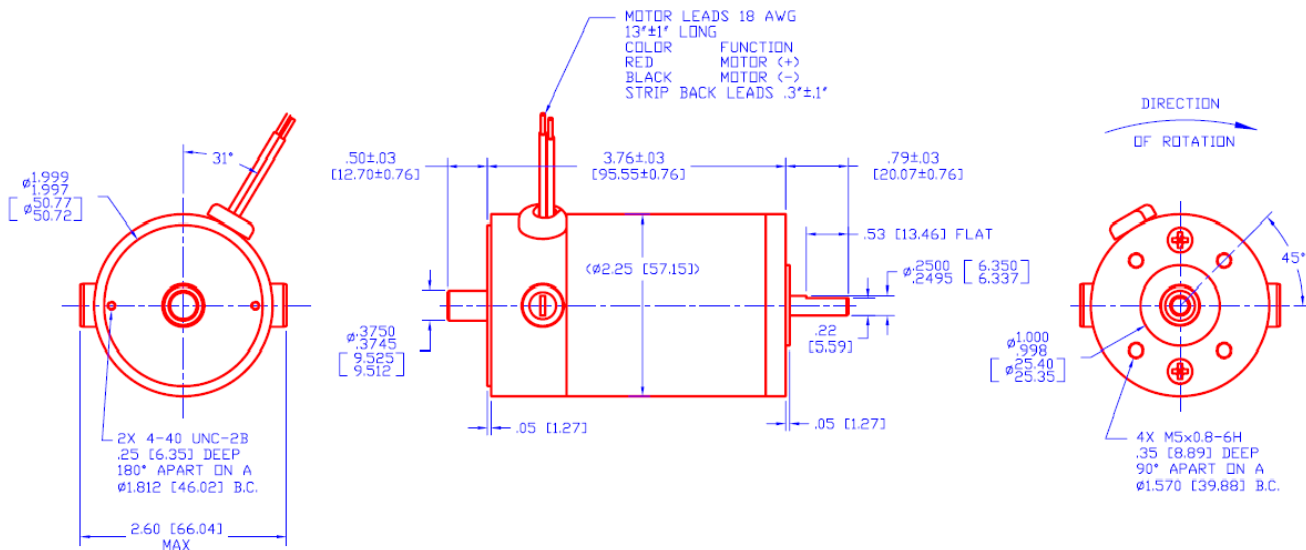 MOTOR LEADS 18 AWG
13"±1" LONG
COLOR FUNCTION
RED MOTOR (+)
BLACK MOTOR (-)
STRIP BACK LEADS .3"±.1"
DIRECTION
OF ROTATION
31°
ø1.999
1.997
[ø50.77
ø50.72]
2X 4-40 UNC-2B
.25 [6.35] DEEP
180° APART ON A
ø1.812 [46.02] B.C.
2.60 [66.04]
MAX
.50±.03
[12.70±0.76]
3.76±.03
[95.55±0.76]
.79±.03
[20.07±0.76]
.53 [13.46] FLAT
(ø2.25 [57.15])
ø.2500 [6.350]
.2495 [6.337]
ø.3750
.3745
[9.525
9.512]
.22
[5.59]
.05 [1.27]
.05 [1.27]
45°
ø1.000
.998
[ø25.40
ø25.35]
4X M5x0.8-6H
.35 [8.89] DEEP
90° APART ON A
ø1.570 [39.88] B.C.